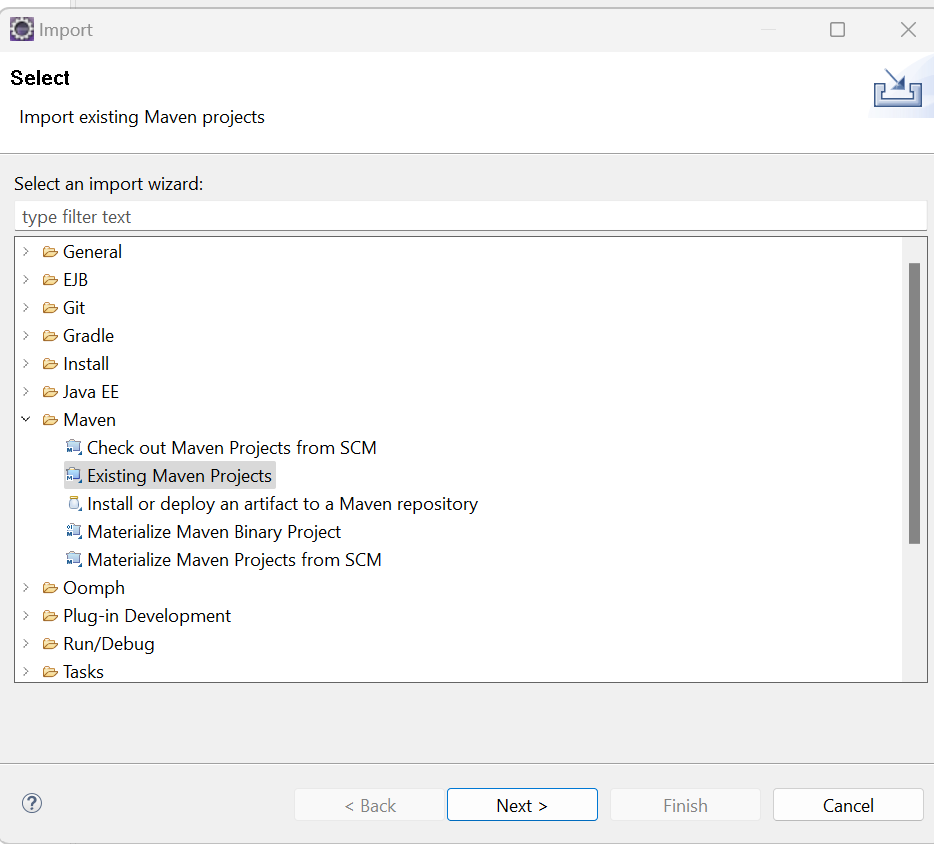 Import
Select
Import existing Maven projects
Select an import wizard:
type filter text
General
EJB
Git
Gradle
Install
Java EE
Maven
Check out Maven Projects from SCM
Existing Maven Projects
Install or deploy an artifact to a Maven repository
Materialize Maven Binary Project
Materialize Maven Projects from SCM
Oomph
Plug-in Development
Run/Debug
Tasks
? < Back Next > Finish Cancel